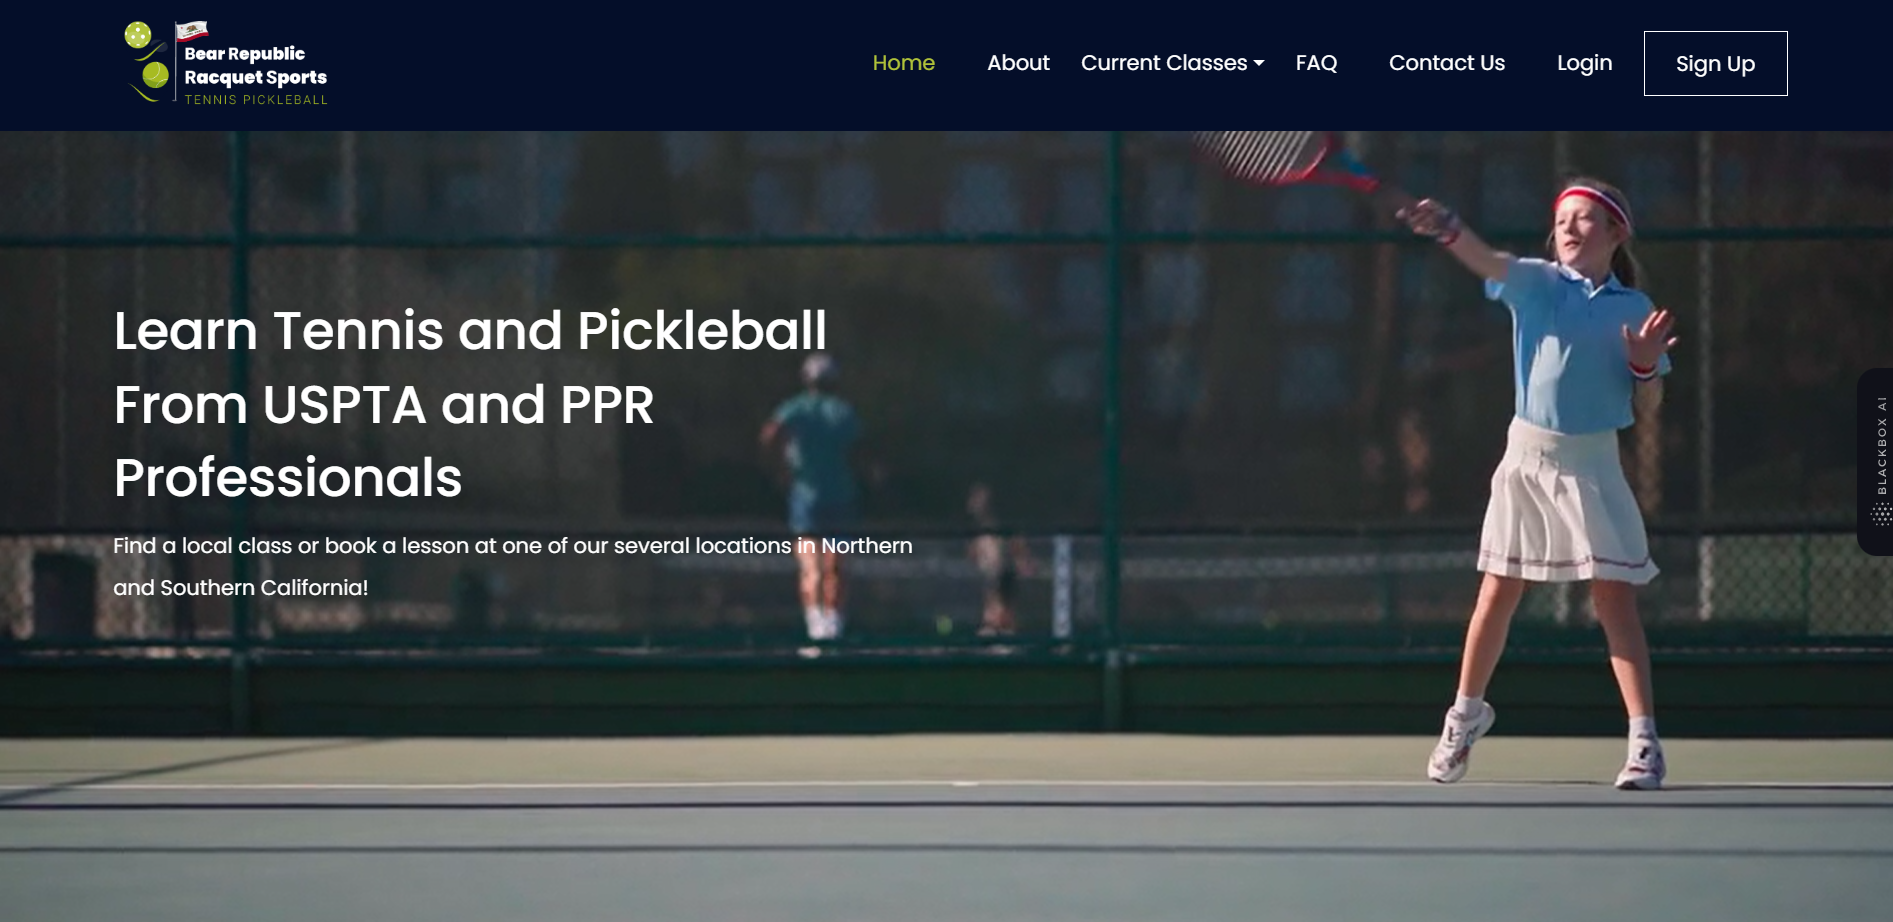 Bear Republic
Racquet Sports
TENNIS PICKLEBALL
Home About Current Classes FAQ Contact Us Login Sign Up
Learn Tennis and Pickleball
From USPTA and PPR
Professionals
Find a local class or book a lesson at one of our several locations in Northern
and Southern California!
BLACKBOX AI